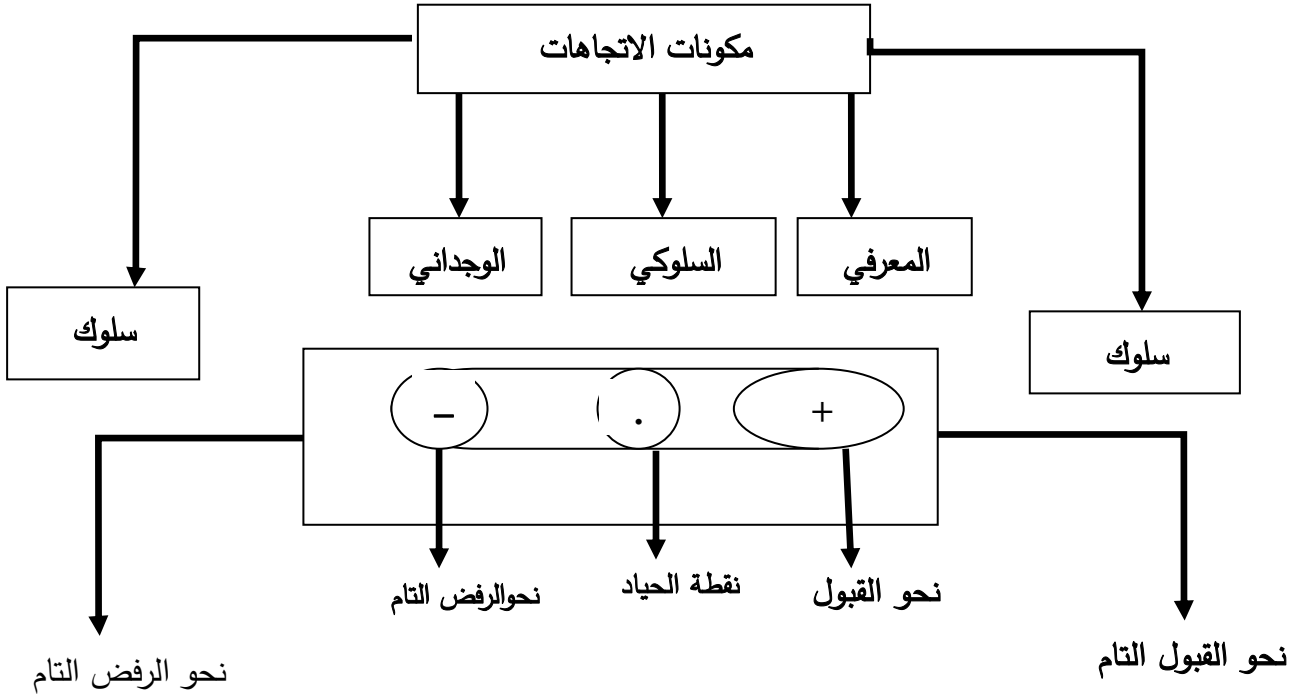 مكونات الاتجاهات
المعرفي
السلوكي
الوجداني
سلوك
سلوك
+
.
–
نحو القبول
نقطة الحياد
نحوالرفض التام
نحو القبول التام
نحو الرفض التام